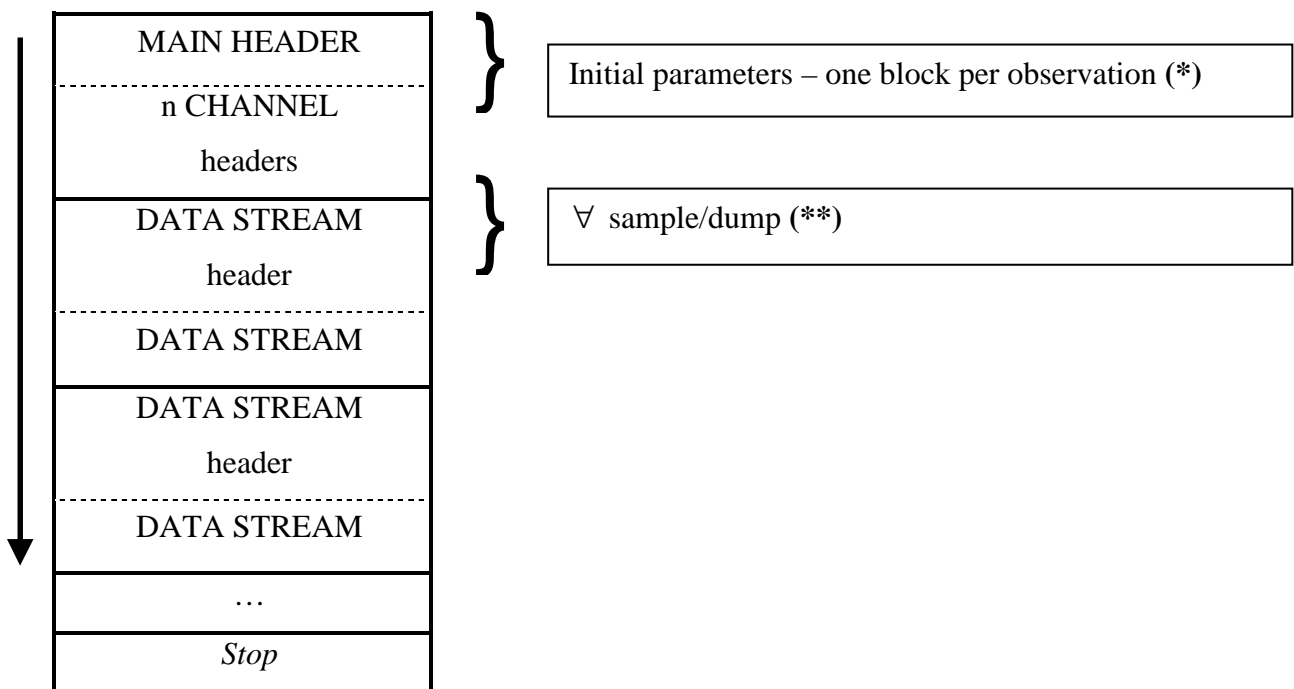 MAIN HEADER
n CHANNEL
headers
DATA STREAM
header
DATA STREAM
DATA STREAM
header
DATA STREAM
…
Stop
Initial parameters – one block per observation (*)
∀ sample/dump (**)